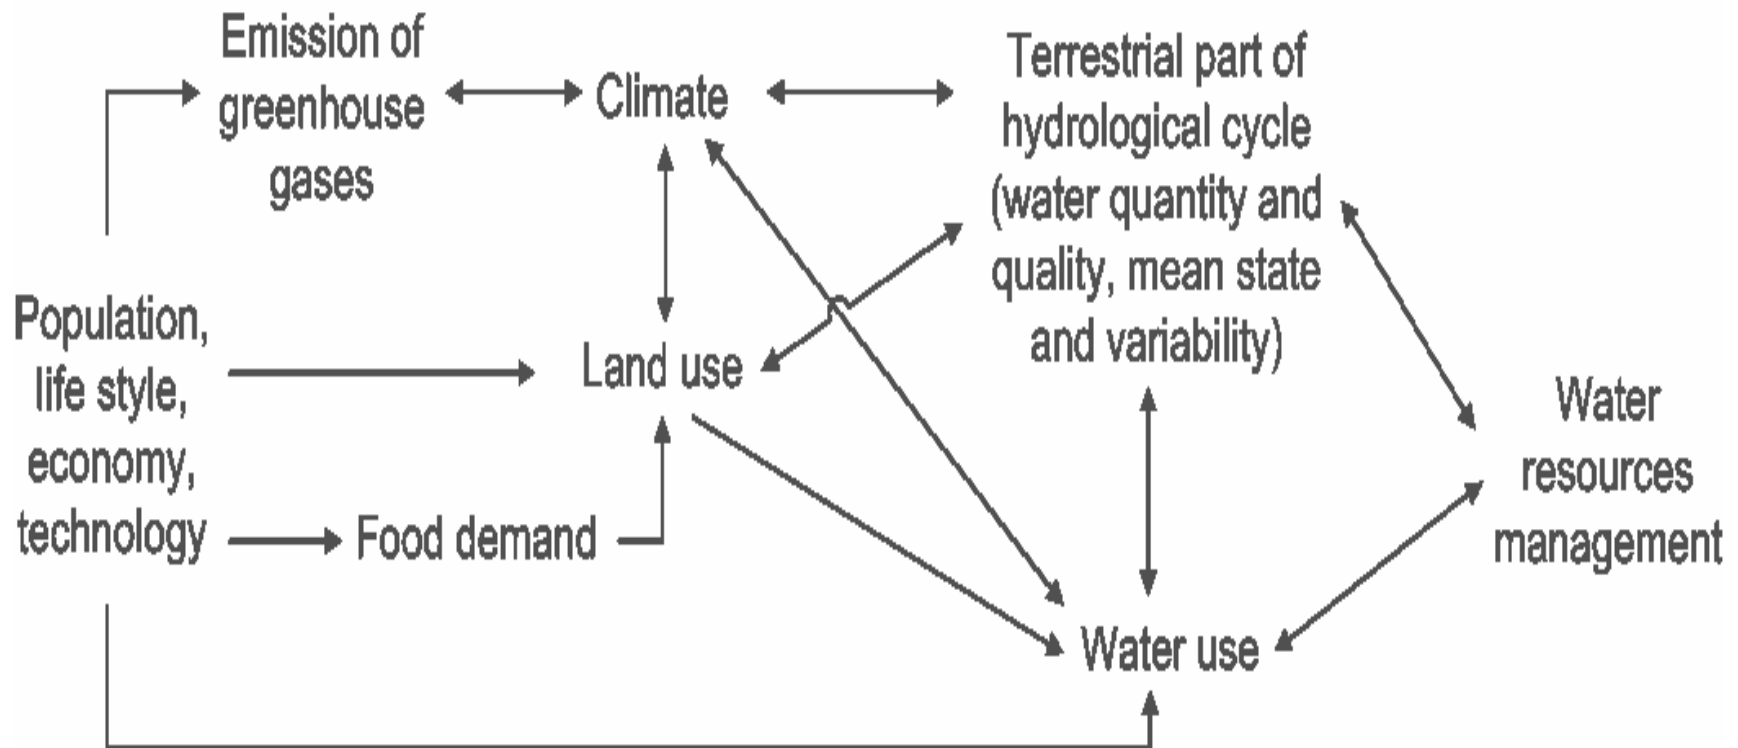 Emission of
greenhouse
gases
Climate
Terrestrial part of
hydrological cycle
(water quantity and
quality, mean state
and variability)
Population,
life style,
economy,
technology
Land use
Food demand
Water
resources
management
Water use